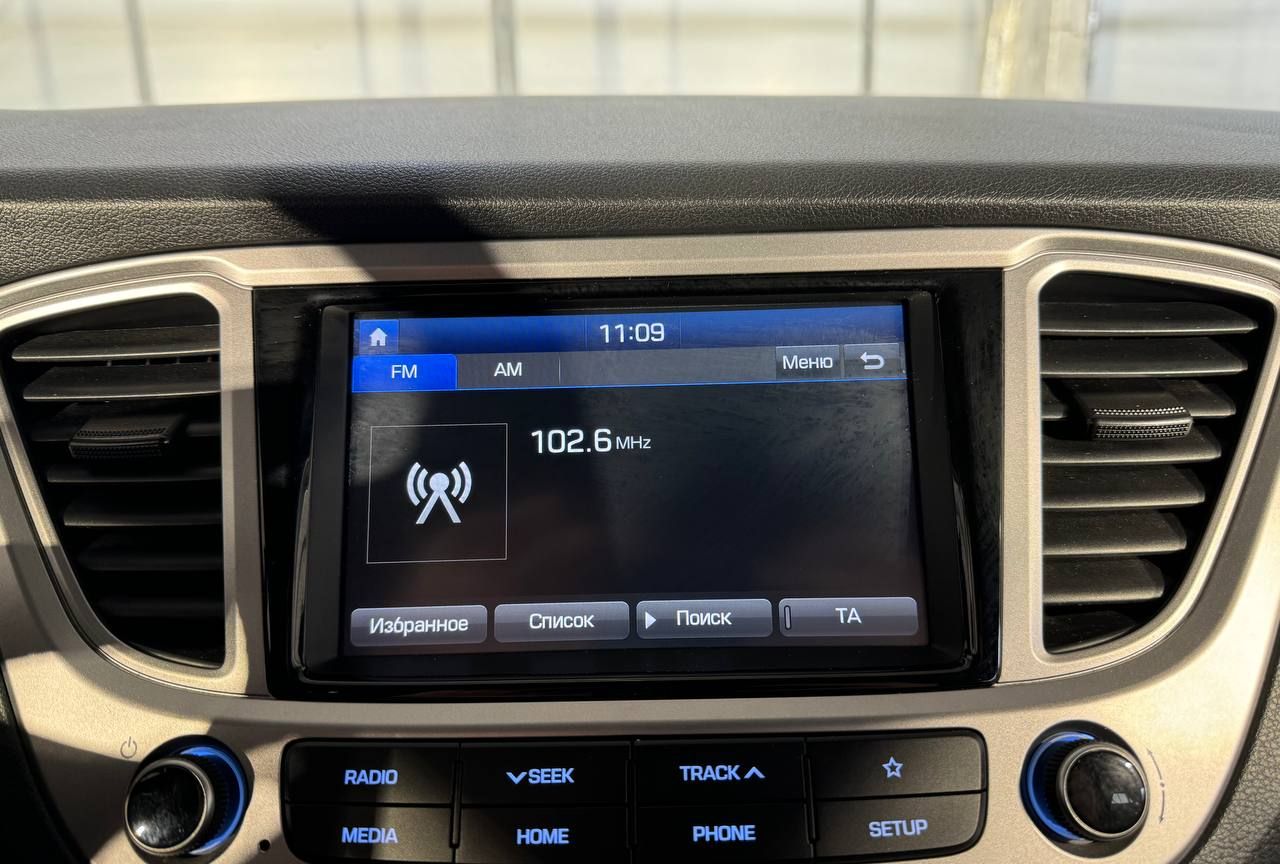 11:09
FM AM Меню
102.6 MHz
Избранное Список Поиск TA
RADIO SEEK TRACK
MEDIA HOME PHONE SETUP